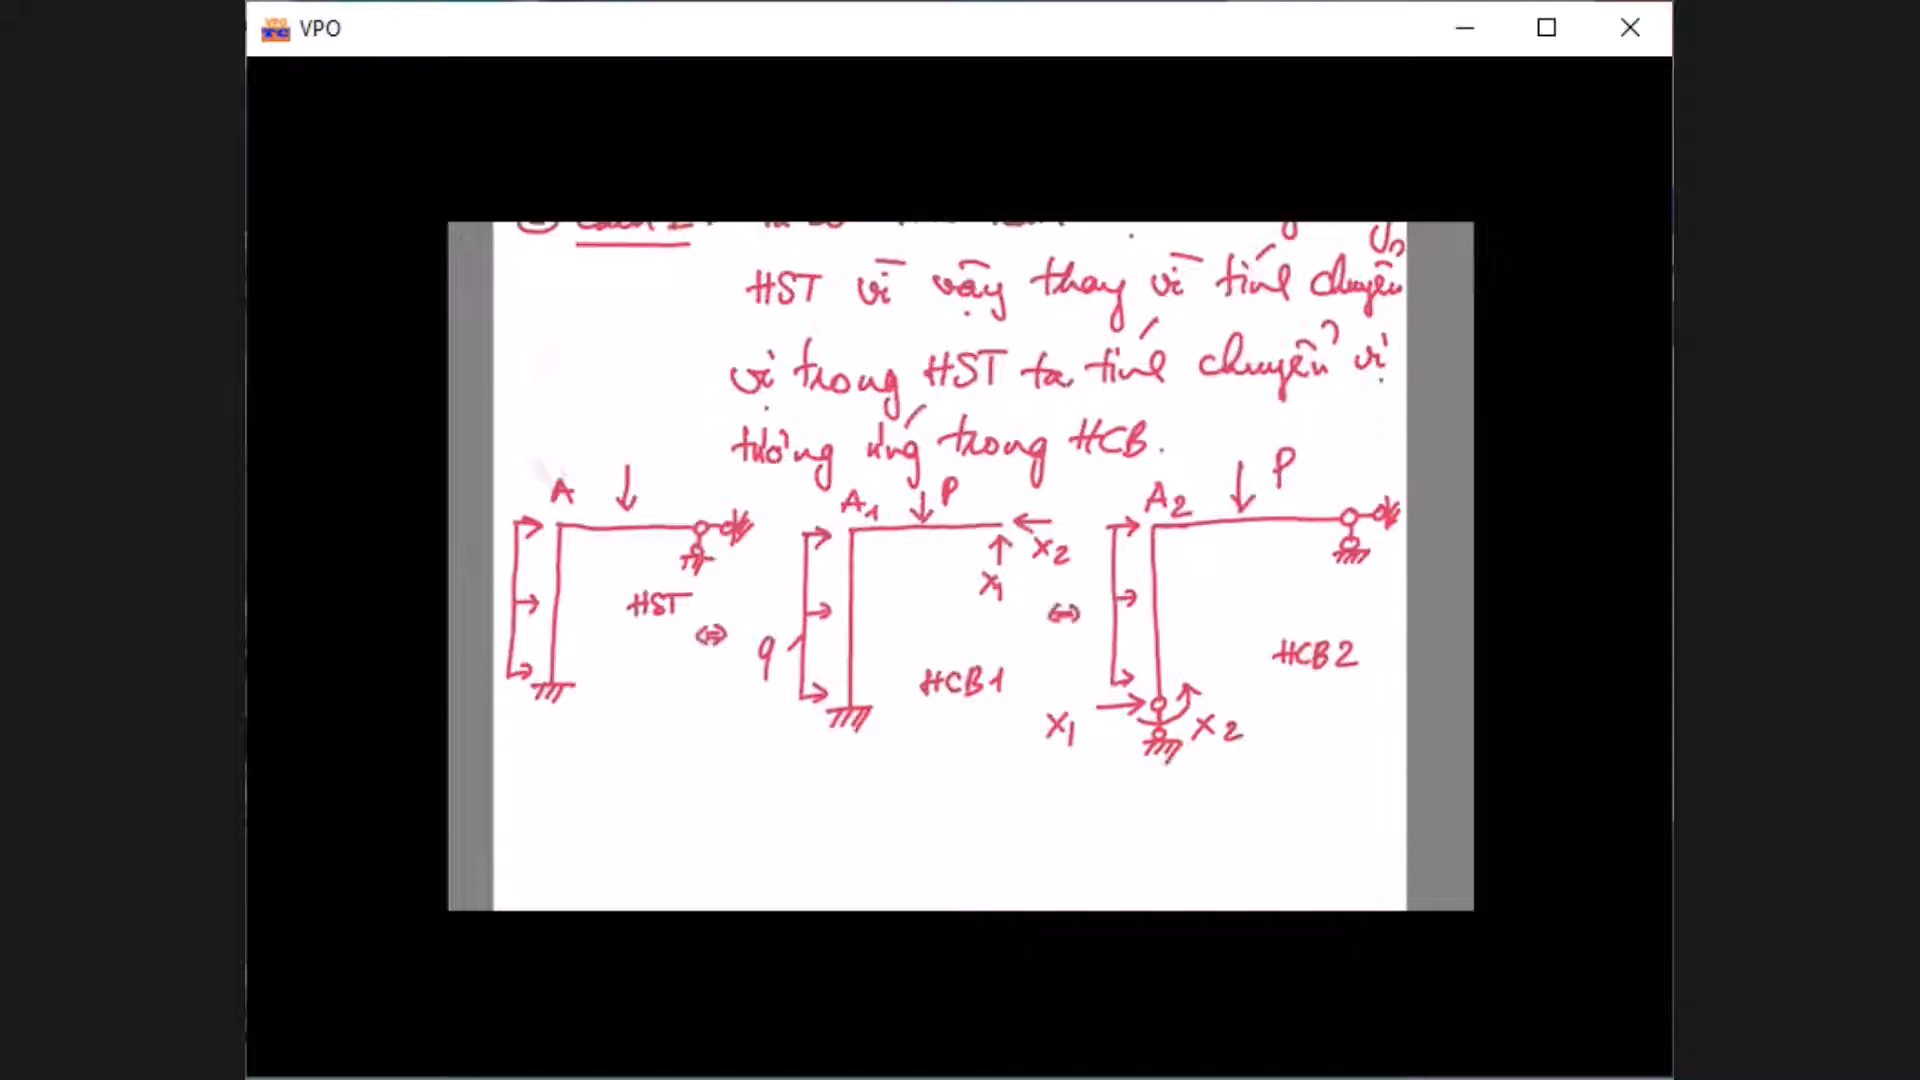 VPO
HST vì vậy thay vì tính chuyển
vị trong HST ta tính chuyển vị
tương ứng trong HCB.
A
A1
P
A2
P
X2
X1
HST
q
HCB1
HCB2
X1
X2